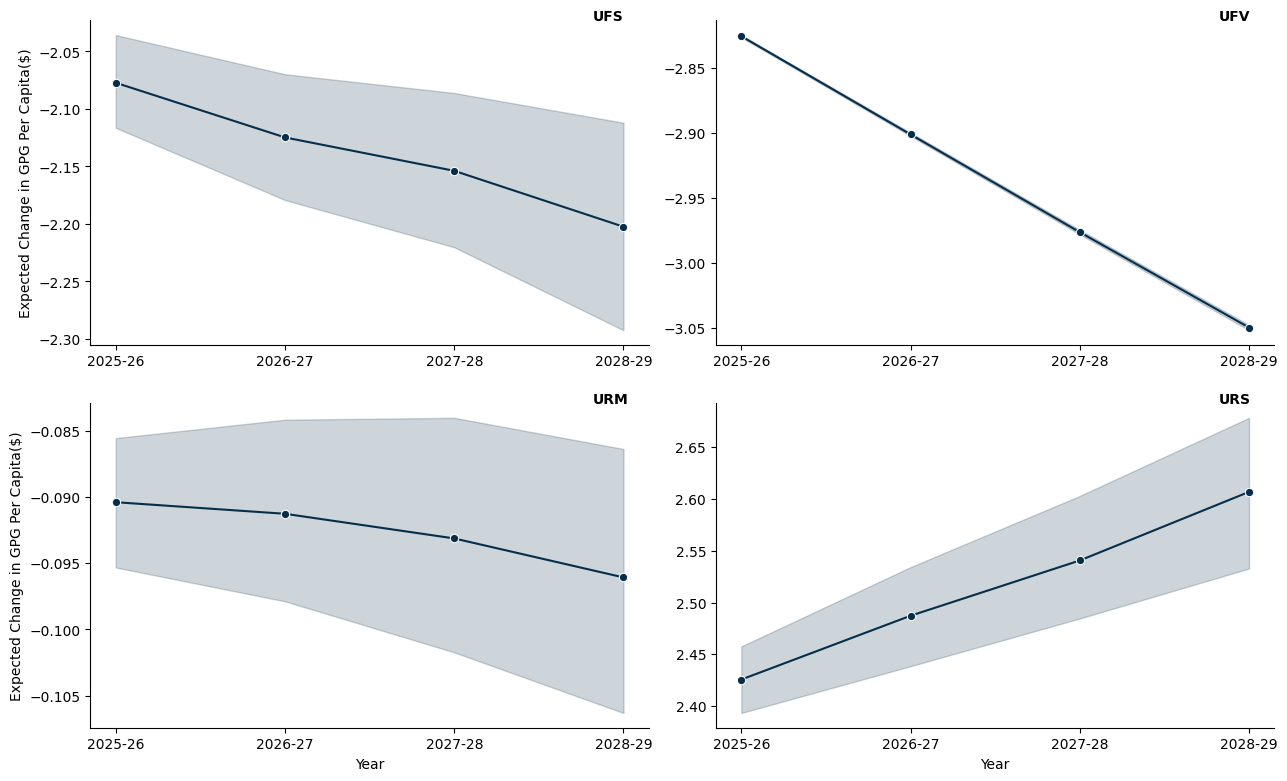 UFS
Expected Change in GPG Per Capita($)
−2.05
−2.10
−2.15
−2.20
−2.25
−2.30
2025-26 2026-27 2027-28 2028-29
UFV
−2.85
−2.90
−2.95
−3.00
−3.05
2025-26 2026-27 2027-28 2028-29
URM
Expected Change in GPG Per Capita($)
−0.085
−0.090
−0.095
−0.100
−0.105
2025-26 2026-27 2027-28 2028-29
Year
URS
2.65
2.60
2.55
2.50
2.45
2.40
2025-26 2026-27 2027-28 2028-29
Year